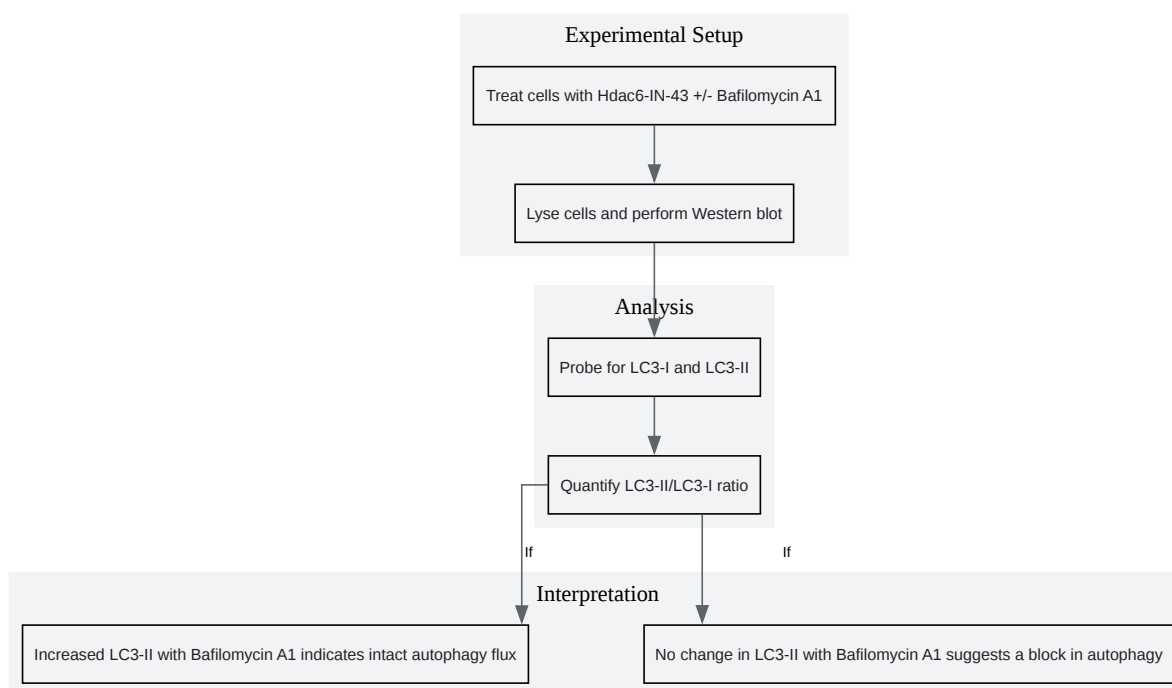 Experimental Setup
Treat cells with Hdac6-IN-43 +/- Bafilomycin A1
Lyse cells and perform Western blot
Analysis
Probe for LC3-I and LC3-II
Quantify LC3-II/LC3-I ratio
If
If
Interpretation
Increased LC3-II with Bafilomycin A1 indicates intact autophagy flux
No change in LC3-II with Bafilomycin A1 suggests a block in autophagy